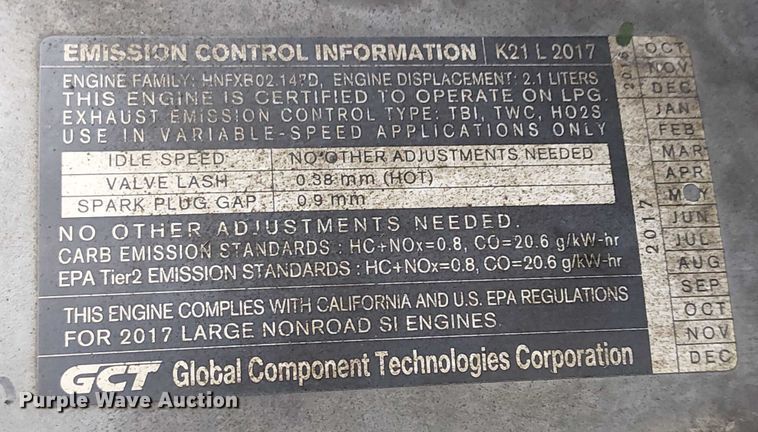 EMISSION CONTROL INFORMATION K21 L 2017
ENGINE FAMILY: HNFXB02.147D, ENGINE DISPLACEMENT: 2.1 LITERS
THIS ENGINE IS CERTIFIED TO OPERATE ON LPG.
EXHAUST EMISSION CONTROL TYPE: TBI, TWC, HO2S
USE IN VARIABLE-SPEED APPLICATIONS ONLY
IDLE SPEED NO OTHER ADJUSTMENTS NEEDED
VALVE LASH 0.38 mm (HOT)
SPARK PLUG GAP 0.9 mm
NO OTHER ADJUSTMENTS NEEDED.
CARB EMISSION STANDARDS : HC+NOx=0.8, CO=20.6 g/kW-hr
EPA Tier2 EMISSION STANDARDS : HC+NOx=0.8, CO=20.6 g/kW-hr
THIS ENGINE COMPLIES WITH CALIFORNIA AND U.S. EPA REGULATIONS
FOR 2017 LARGE NONROAD SI ENGINES.
GCT Global Component Technologies Corporation
OCT
NOV
DEC
2017
JAN
FEB
MAR
APR
MAY
JUN
JUL
AUG
SEP
OCT
NOV
DEC
Purple Wave Auction